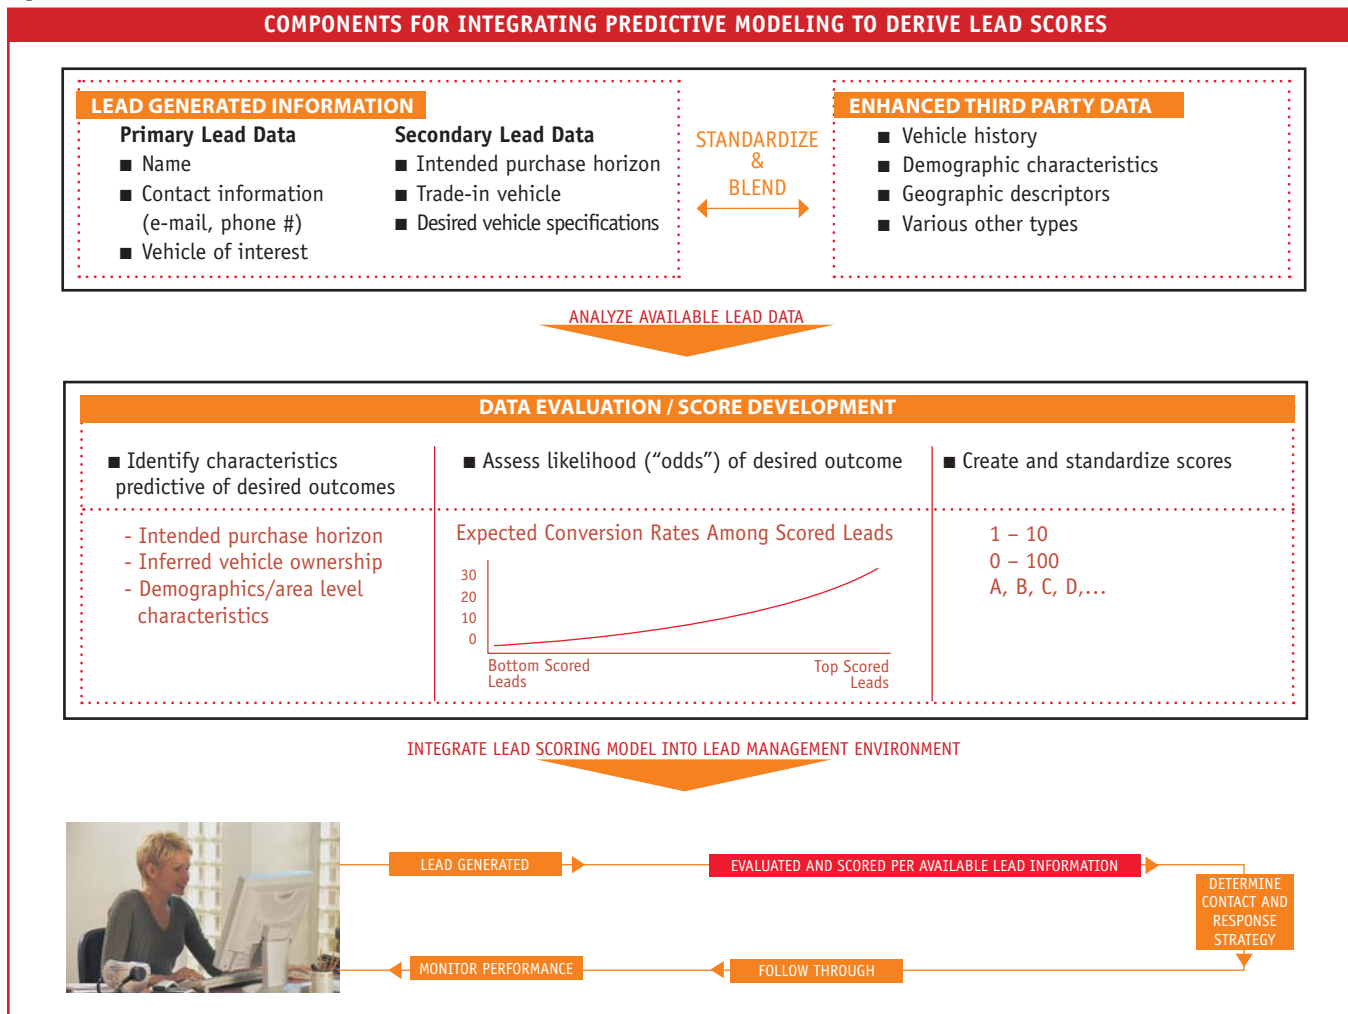 COMPONENTS FOR INTEGRATING PREDICTIVE MODELING TO DERIVE LEAD SCORES
LEAD GENERATED INFORMATION
Primary Lead Data
■ Name
■ Contact information
(e-mail, phone #)
■ Vehicle of interest
Secondary Lead Data
■ Intended purchase horizon
■ Trade-in vehicle
■ Desired vehicle specifications
STANDARDIZE
&
BLEND
ENHANCED THIRD PARTY DATA
■ Vehicle history
■ Demographic characteristics
■ Geographic descriptors
■ Various other types
ANALYZE AVAILABLE LEAD DATA
DATA EVALUATION / SCORE DEVELOPMENT
■ Identify characteristics
predictive of desired outcomes
- Intended purchase horizon
- Inferred vehicle ownership
- Demographics/area level
characteristics
■ Assess likelihood (“odds”) of desired outcome
Expected Conversion Rates Among Scored Leads
30
20
10
0
Bottom Scored
Leads
Top Scored
Leads
■ Create and standardize scores
1 – 10
0 – 100
A, B, C, D,...
INTEGRATE LEAD SCORING MODEL INTO LEAD MANAGEMENT ENVIRONMENT
LEAD GENERATED
EVALUATED AND SCORED PER AVAILABLE LEAD INFORMATION
DETERMINE
CONTACT AND
RESPONSE
STRATEGY
FOLLOW THROUGH
MONITOR PERFORMANCE